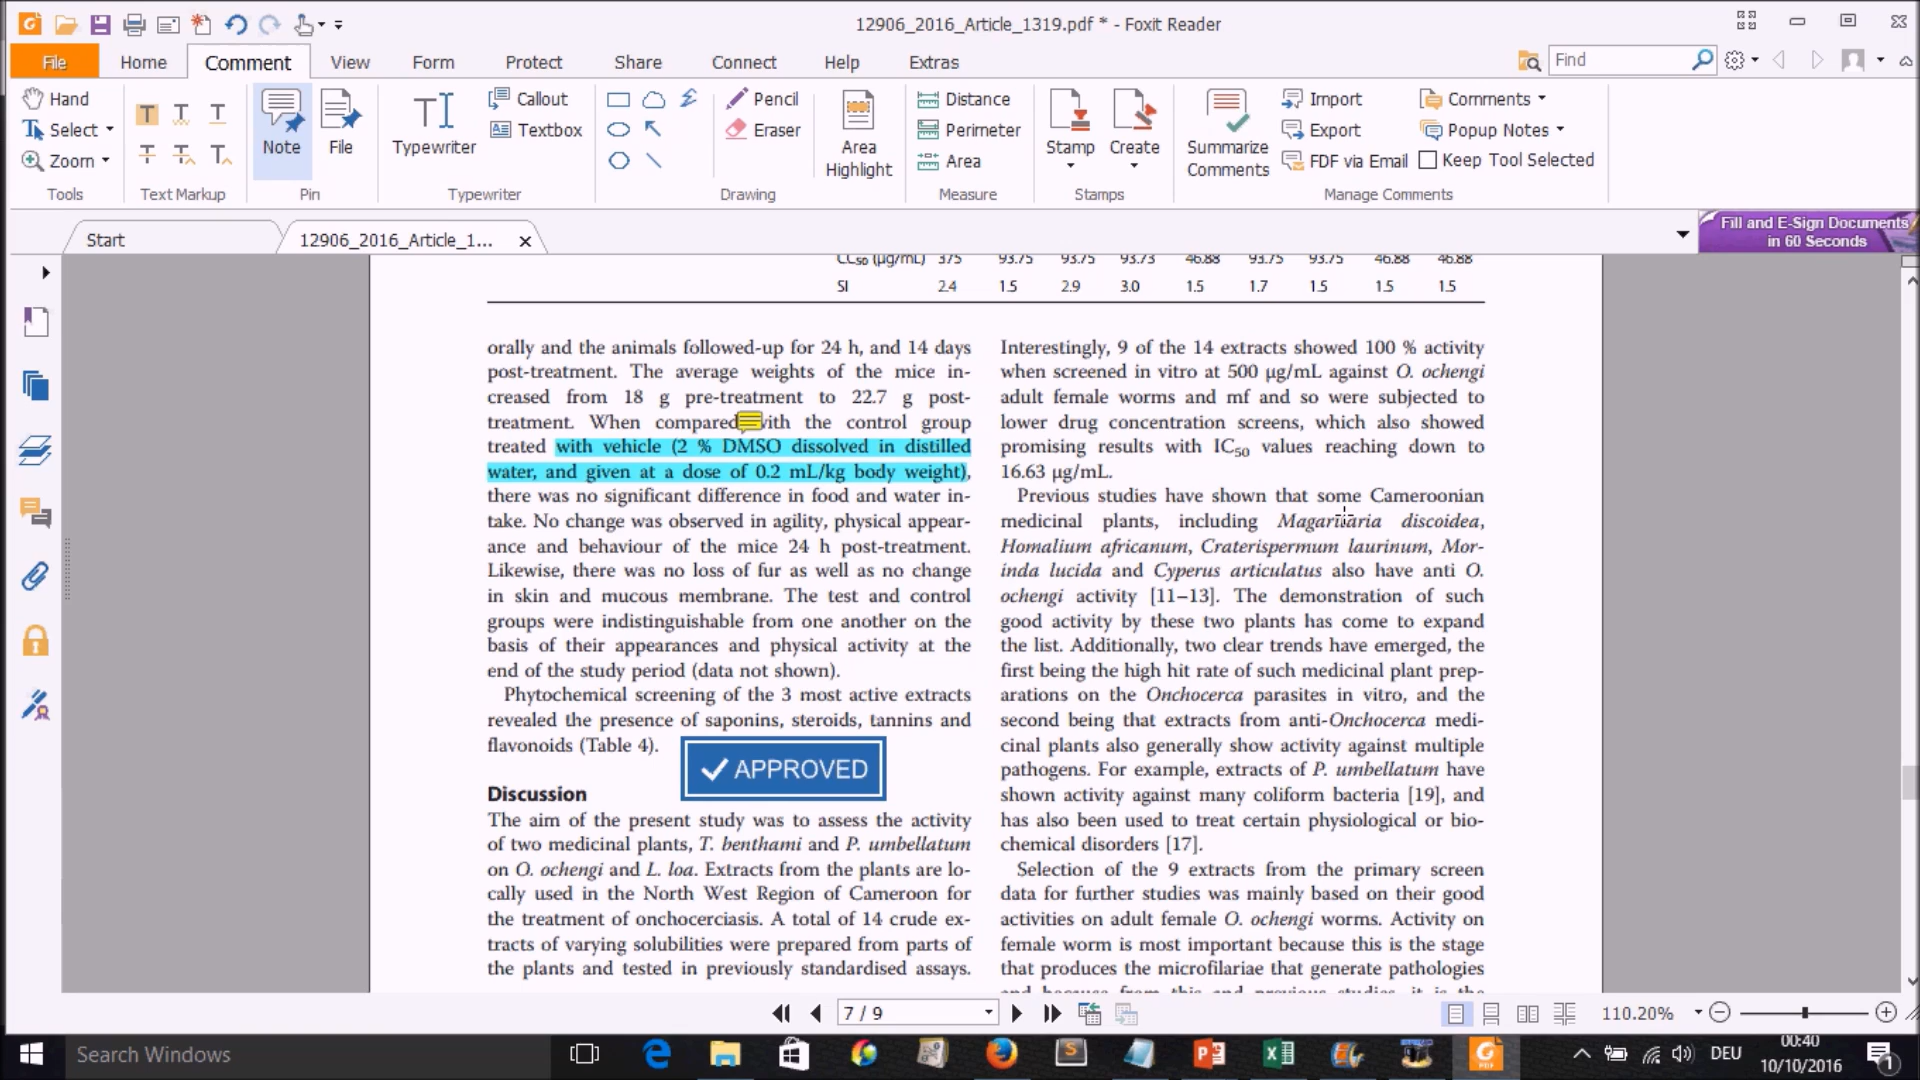 12906_2016_Article_1319.pdf * - Foxit Reader
File
Home
Comment
View
Form
Protect
Share
Connect
Help
Extras
Find
Hand
Select
Zoom
Tools
Text Markup
Note
File
Pin
Typewriter
Callout
Textbox
Typewriter
Pencil
Eraser
Drawing
Area
Highlight
Distance
Perimeter
Area
Measure
Stamp
Create
Stamps
Summarize
Comments
Import
Export
FDF via Email
Comments
Popup Notes
Keep Tool Selected
Manage Comments
Start
12906_2016_Article_1...
Fill and E-Sign Documents
in 60 Seconds
CC50 (µg/mL) 375 93.75 93.75 93.73 46.88 93.75 93.75 46.88 46.88
SI 2.4 1.5 2.9 3.0 1.5 1.7 1.5 1.5 1.5
orally and the animals followed-up for 24 h, and 14 days
post-treatment. The average weights of the mice in-
creased from 18 g pre-treatment to 22.7 g post-
treatment. When compared with the control group
treated with vehicle (2 % DMSO dissolved in distilled
water, and given at a dose of 0.2 mL/kg body weight),
there was no significant difference in food and water in-
take. No change was observed in agility, physical appear-
ance and behaviour of the mice 24 h post-treatment.
Likewise, there was no loss of fur as well as no change
in skin and mucous membrane. The test and control
groups were indistinguishable from one another on the
basis of their appearances and physical activity at the
end of the study period (data not shown).
Phytochemical screening of the 3 most active extracts
revealed the presence of saponins, steroids, tannins and
flavonoids (Table 4).
APPROVED
Discussion
The aim of the present study was to assess the activity
of two medicinal plants, T. benthami and P. umbellatum
on O. ochengi and L. loa. Extracts from the plants are lo-
cally used in the North West Region of Cameroon for
the treatment of onchocerciasis. A total of 14 crude ex-
tracts of varying solubilities were prepared from parts of
the plants and tested in previously standardised assays.
Interestingly, 9 of the 14 extracts showed 100 % activity
when screened in vitro at 500 µg/mL against O. ochengi
adult female worms and mf and so were subjected to
lower drug concentration screens, which also showed
promising results with IC50 values reaching down to
16.63 µg/mL.
Previous studies have shown that some Cameroonian
medicinal plants, including Margaritaria discoidea,
Homalium africanum, Craterispermum laurinum, Mor-
inda lucida and Cyperus articulatus also have anti O.
ochengi activity [11–13]. The demonstration of such
good activity by these two plants has come to expand
the list. Additionally, two clear trends have emerged, the
first being the high hit rate of such medicinal plant prep-
arations on the Onchocerca parasites in vitro, and the
second being that extracts from anti-Onchocerca medi-
cinal plants also generally show activity against multiple
pathogens. For example, extracts of P. umbellatum have
shown activity against many coliform bacteria [19], and
has also been used to treat certain physiological or bio-
chemical disorders [17].
Selection of the 9 extracts from the primary screen
data for further studies was mainly based on their good
activities on adult female O. ochengi worms. Activity on
female worm is most important because this is the stage
that produces the microfilariae that generate pathologies
and because from this and previous studies, it is the
7 / 9
110.20%
Search Windows
DEU
00:40
10/10/2016
1